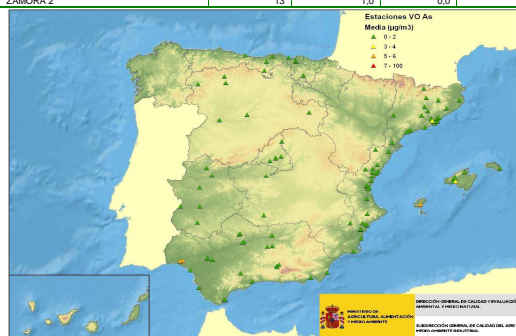 ZAMORA 2 13 1,0 0,0
Estaciones VO As
Media (µg/m3)
0 - 2
3 - 4
5 - 6
7 - 100
MINISTERIO DE AGRICULTURA, ALIMENTACIÓN Y MEDIO AMBIENTE
DIRECCIÓN GENERAL DE CALIDAD Y EVALUACIÓ
AMBIENTAL Y MEDIO NATURAL
SUBDIRECCIÓN GENERAL DE CALIDAD DEL AIRE
MEDIO AMBIENTE INDUSTRIAL